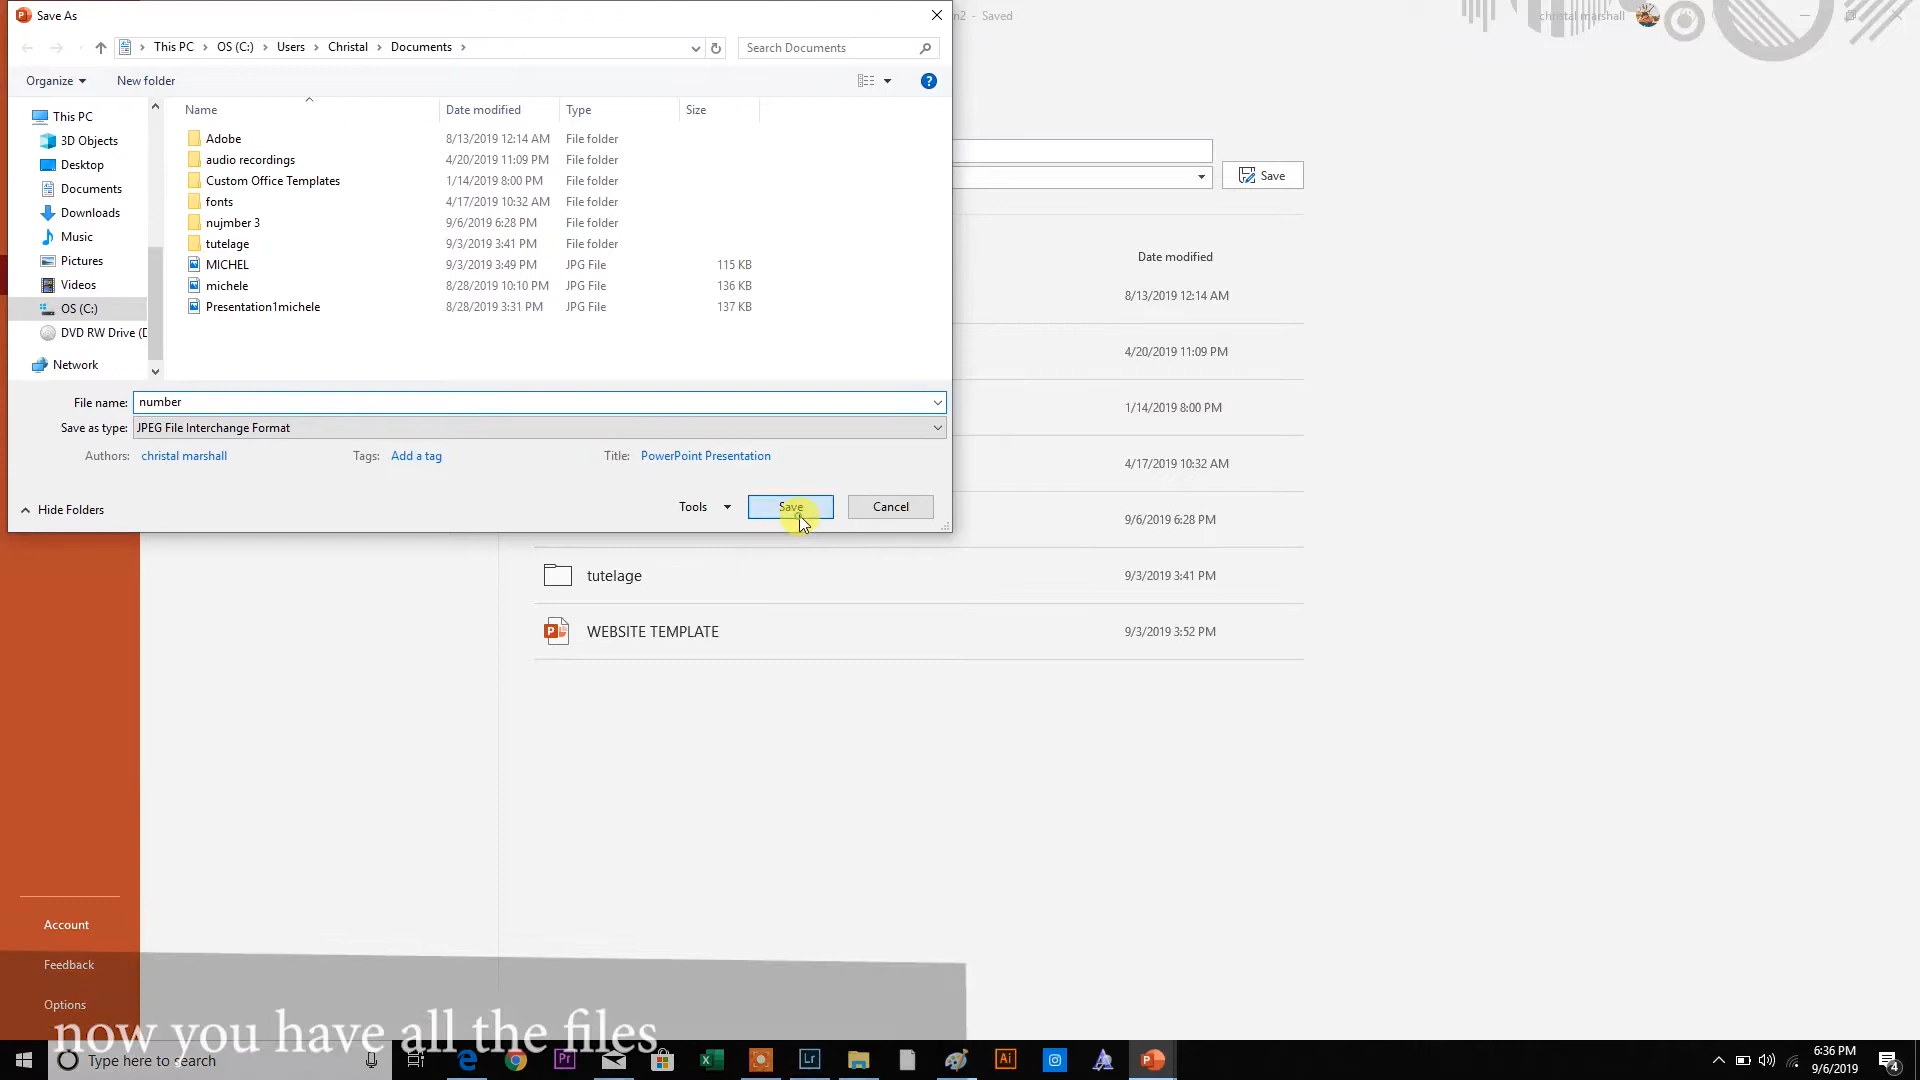 Save As
n2 - Saved
christal marshall
This PC > OS (C:) > Users > Christal > Documents >
Search Documents
Organize
New folder
Name
Date modified
Type
Size
This PC
3D Objects
Desktop
Documents
Downloads
Music
Pictures
Videos
OS (C:)
DVD RW Drive (D
Network
Adobe 8/13/2019 12:14 AM File folder
audio recordings 4/20/2019 11:09 PM File folder
Custom Office Templates 1/14/2019 8:00 PM File folder
fonts 4/17/2019 10:32 AM File folder
nujmber 3 9/6/2019 6:28 PM File folder
tutelage 9/3/2019 3:41 PM File folder
MICHEL 9/3/2019 3:49 PM JPG File 115 KB
michele 8/28/2019 10:10 PM JPG File 136 KB
Presentation1michele 8/28/2019 3:31 PM JPG File 137 KB
File name: number
Save as type: JPEG File Interchange Format
Authors: christal marshall
Tags: Add a tag
Title: PowerPoint Presentation
Hide Folders
Tools
Save
Cancel
Save
Date modified
8/13/2019 12:14 AM
4/20/2019 11:09 PM
1/14/2019 8:00 PM
4/17/2019 10:32 AM
9/6/2019 6:28 PM
tutelage 9/3/2019 3:41 PM
WEBSITE TEMPLATE 9/3/2019 3:52 PM
Account
Feedback
Options
now you have all the files
Type here to search
Pr
Lr
Ai
6:36 PM
9/6/2019
4